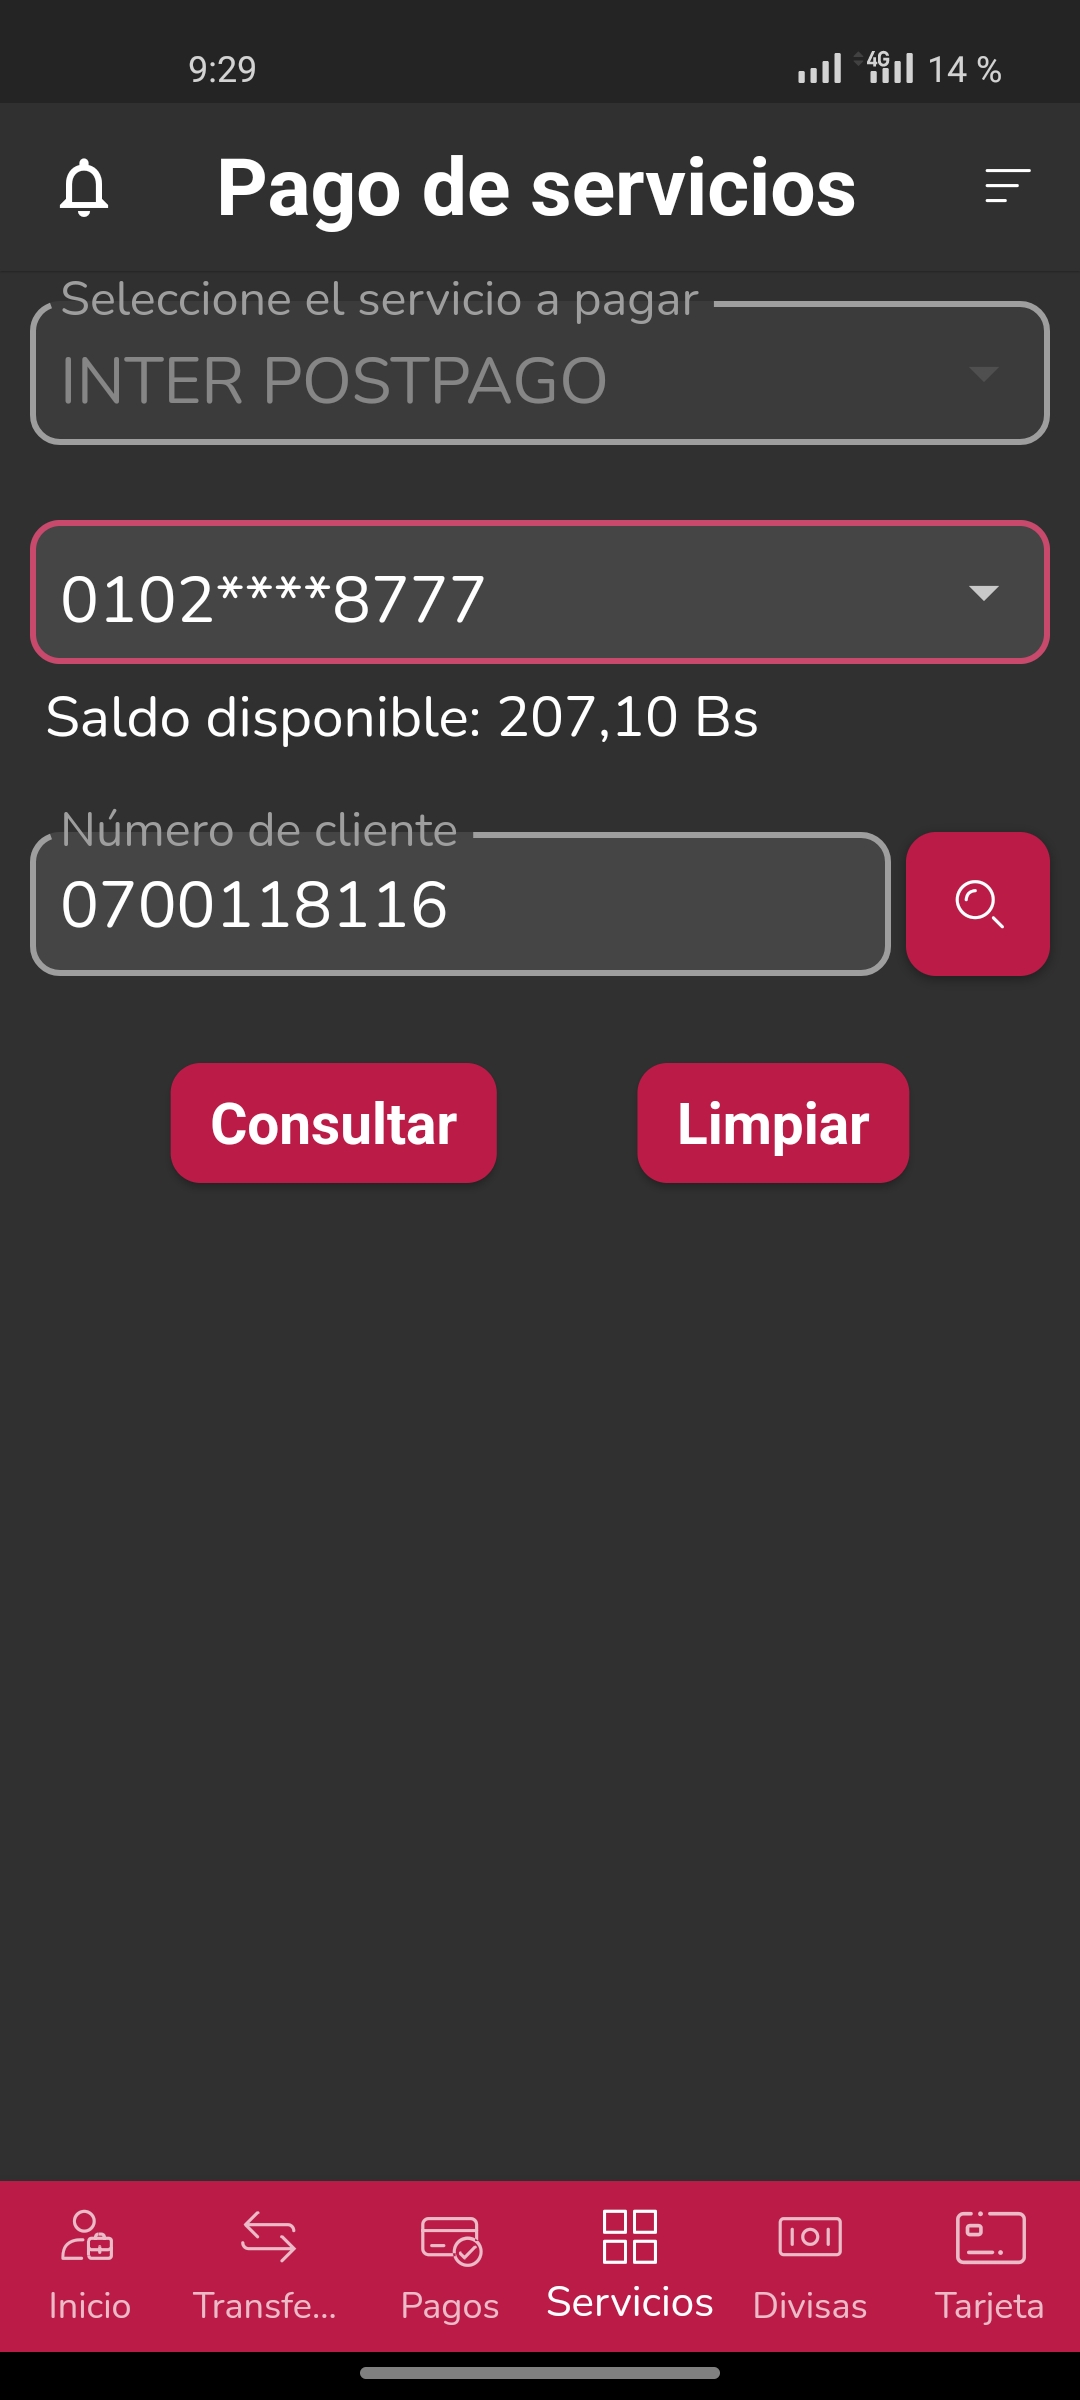 9:29
4G
14 %
Pago de servicios
Seleccione el servicio a pagar
INTER POSTPAGO
0102****8777
Saldo disponible: 207,10 Bs
Número de cliente
0700118116
Consultar
Limpiar
Inicio
Transfe...
Pagos
Servicios
Divisas
Tarjeta